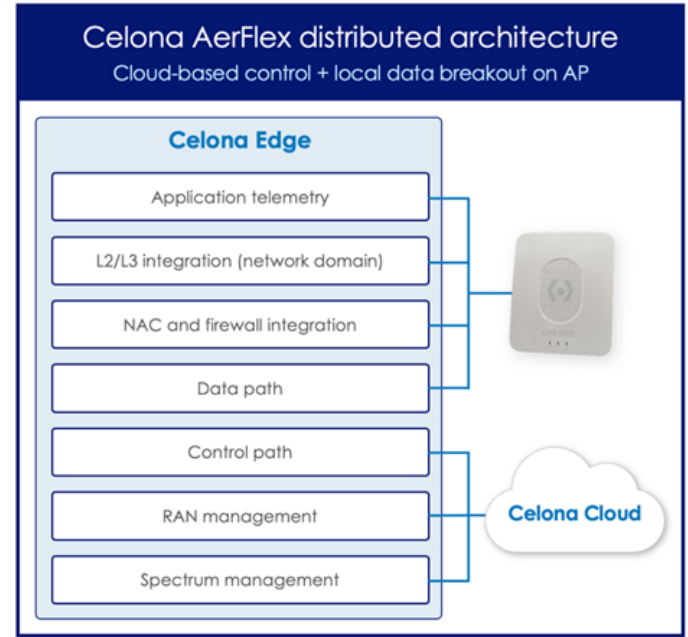 Celona AerFlex distributed architecture
Cloud-based control + local data breakout on AP
Celona Edge
Application telemetry
L2/L3 integration (network domain)
NAC and firewall integration
Data path
Control path
RAN management
Spectrum management
Celona Cloud